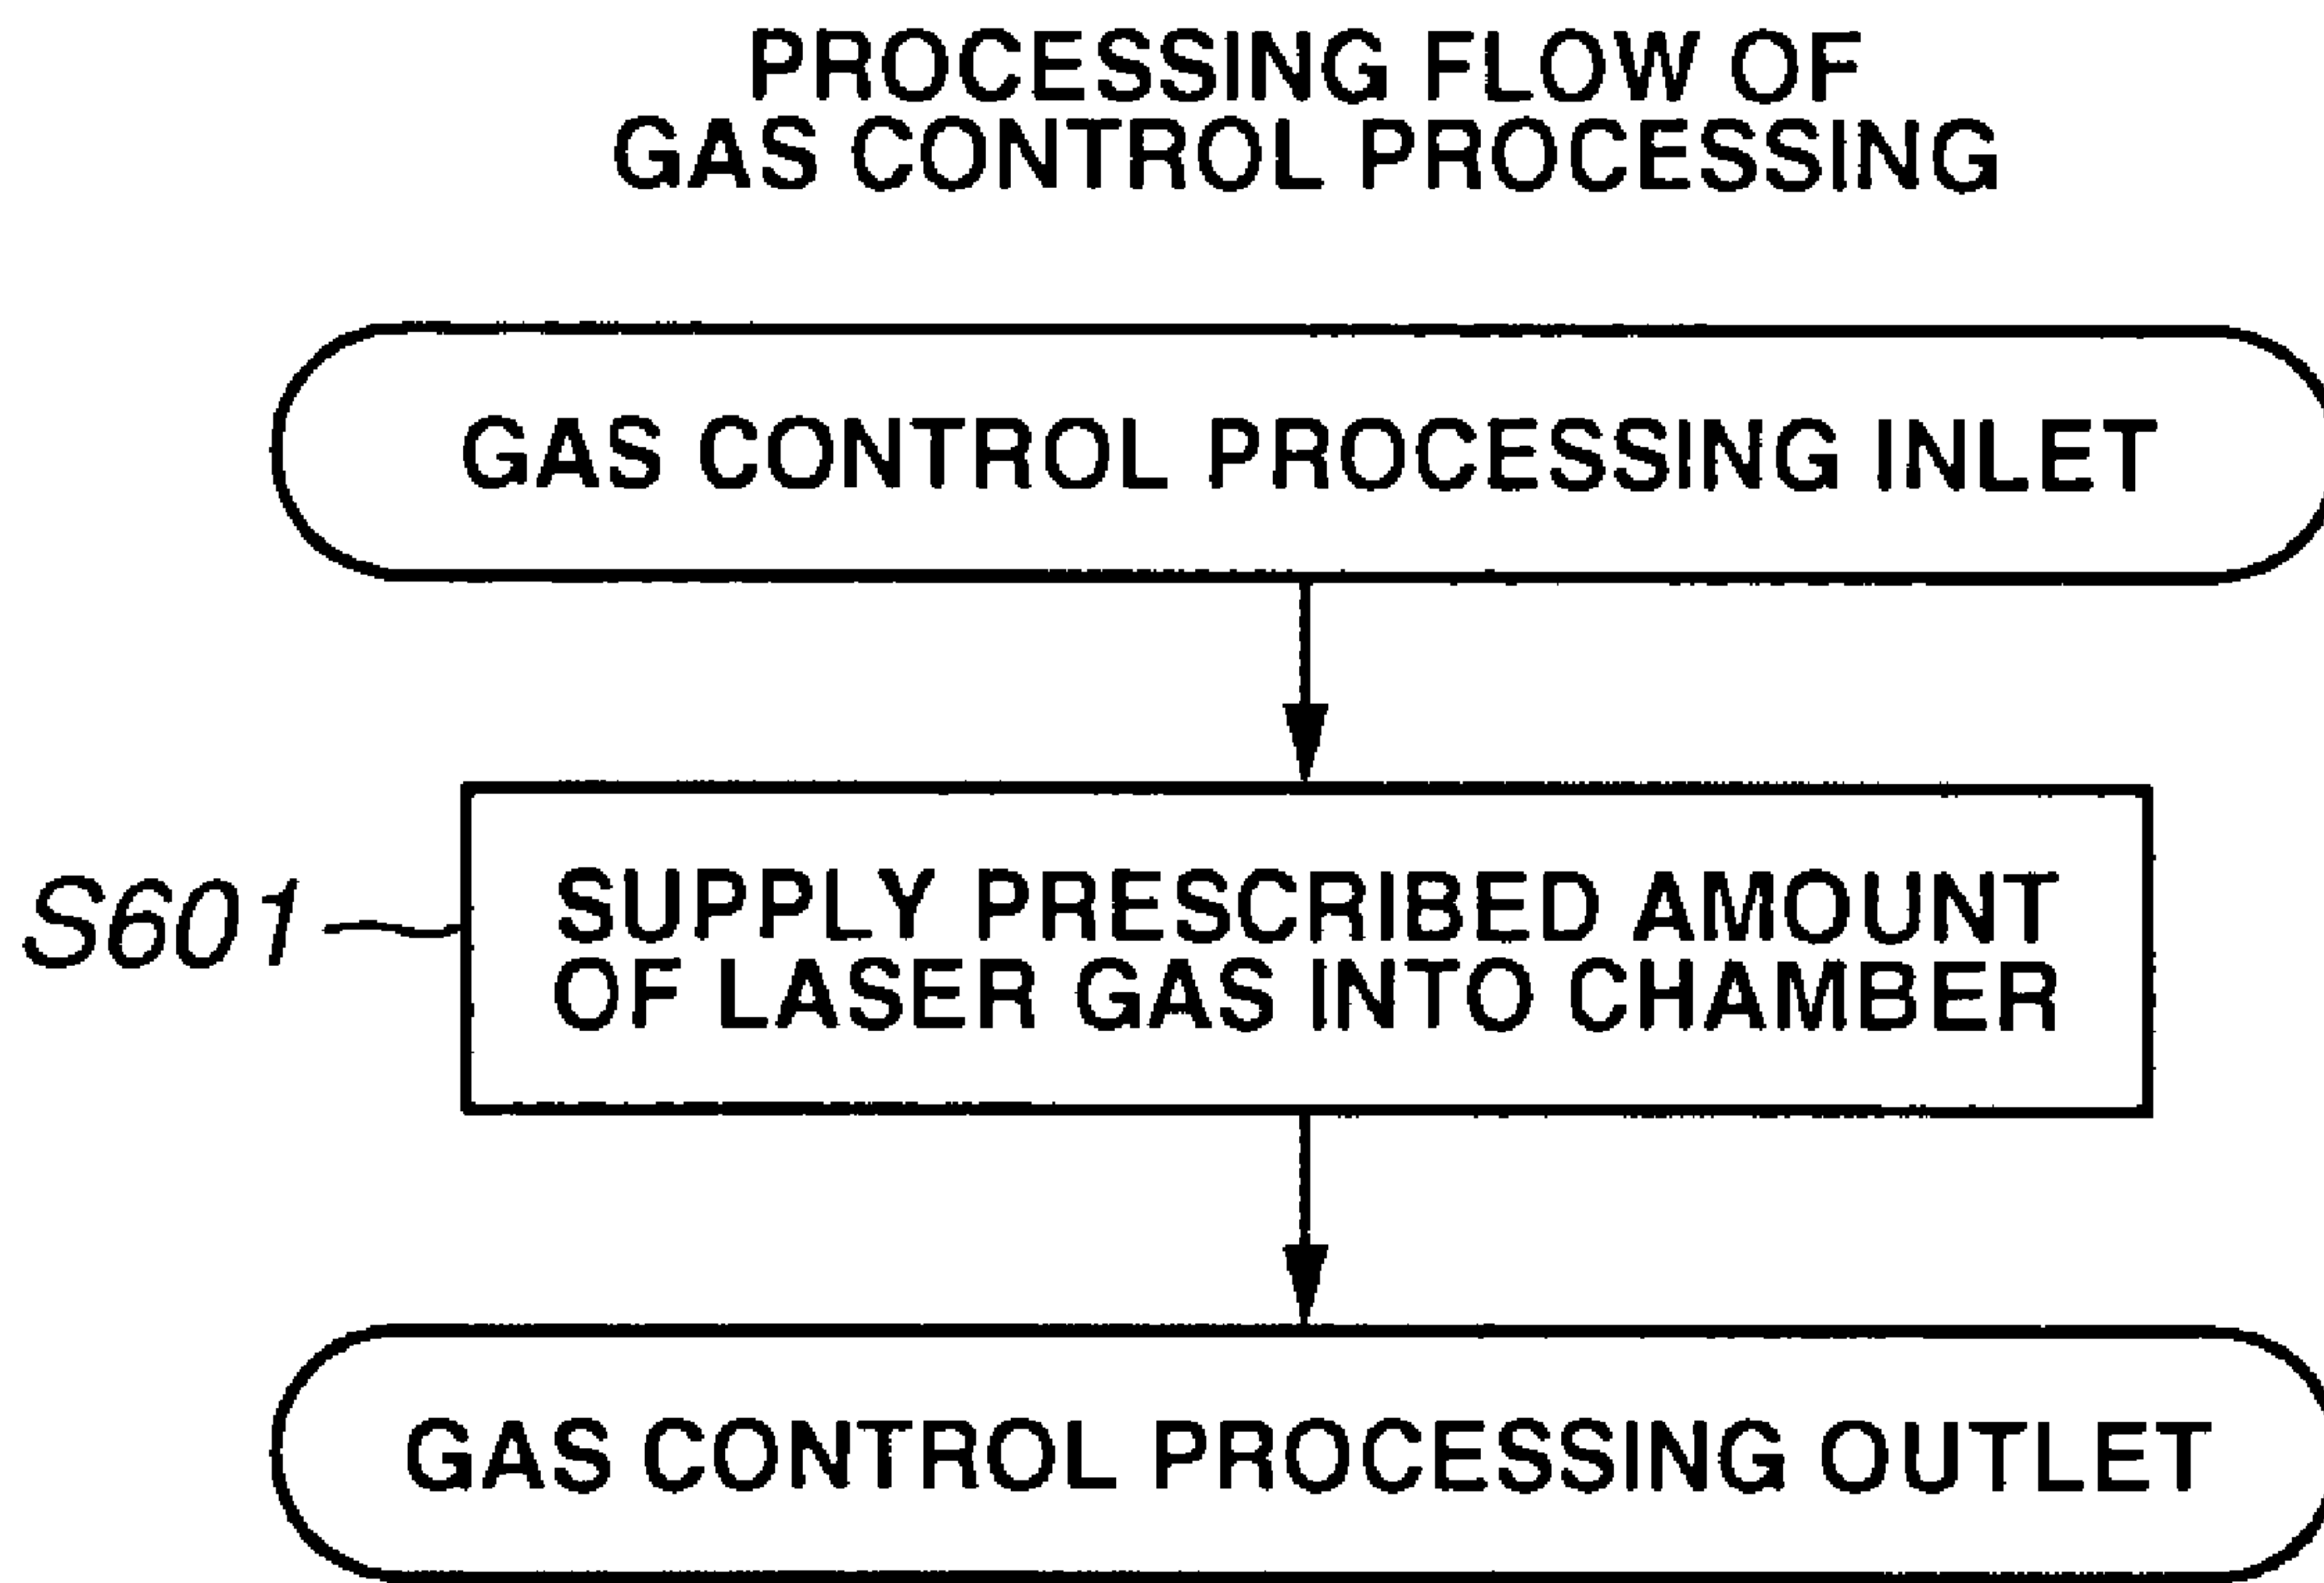 PROCESSING FLOW OF
GAS CONTROL PROCESSING
GAS CONTROL PROCESSING INLET
S601
SUPPLY PRESCRIBED AMOUNT
OF LASER GAS INTO CHAMBER
GAS CONTROL PROCESSING OUTLET